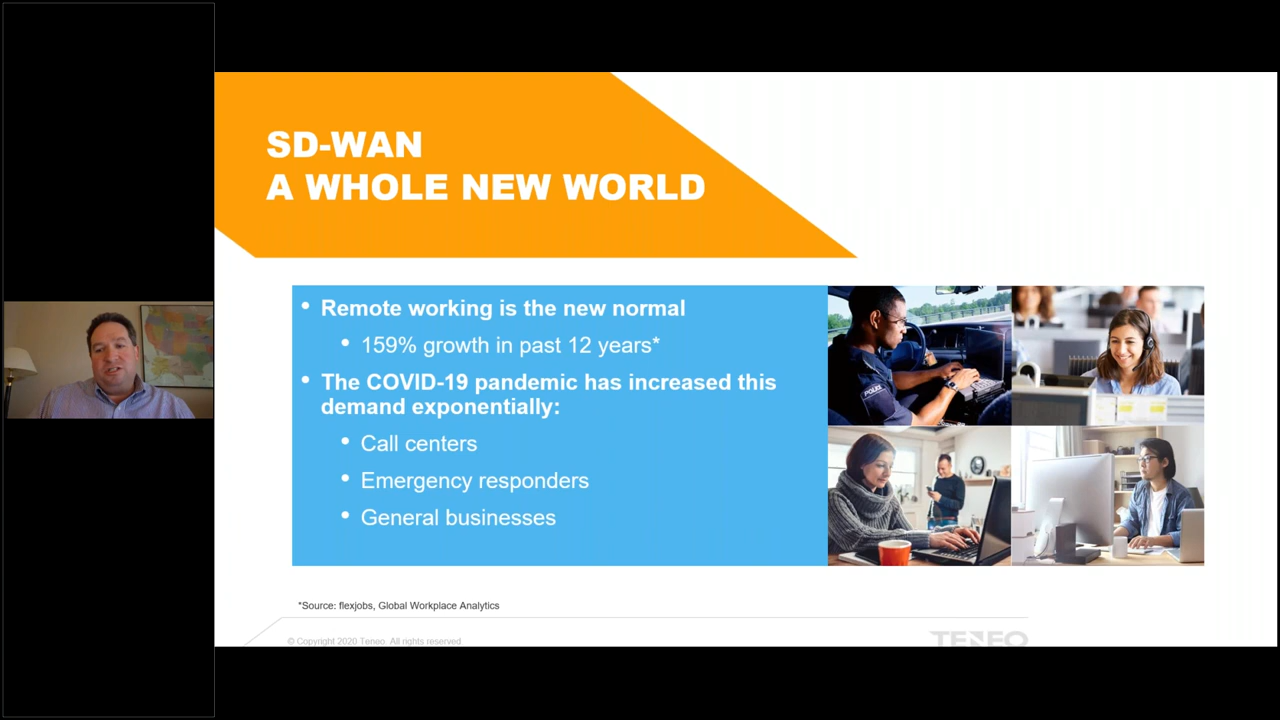 SD-WAN
A WHOLE NEW WORLD
• Remote working is the new normal
• 159% growth in past 12 years*
• The COVID-19 pandemic has increased this
demand exponentially:
• Call centers
• Emergency responders
• General businesses
POLICE
*Source: flexjobs, Global Workplace Analytics
© Copyright 2020 Teneo. All rights reserved
TENEO